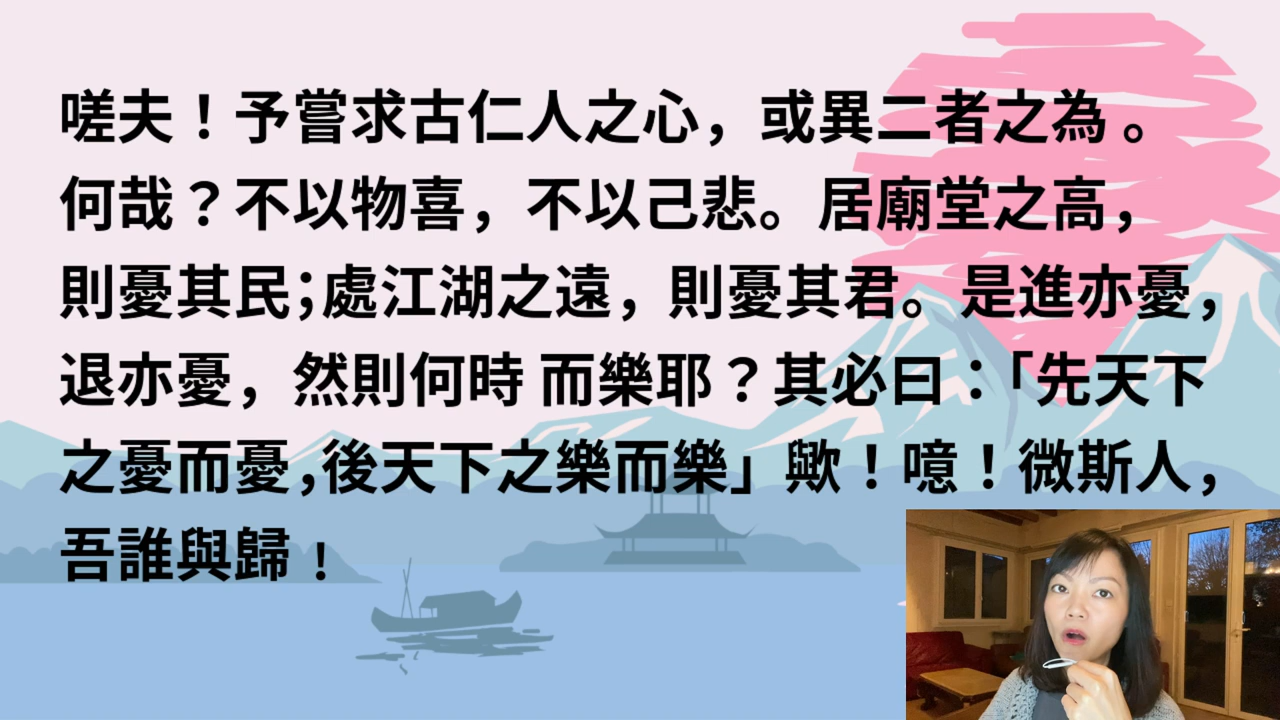 嗟夫！予嘗求古仁人之心，或異二者之為 。
何哉？不以物喜，不以己悲。居廟堂之高，
則憂其民；處江湖之遠，則憂其君。是進亦憂，
退亦憂，然則何時 而樂耶？其必曰：「先天下
之憂而憂，後天下之樂而樂」歟！噫！微斯人，
吾誰與歸 ！